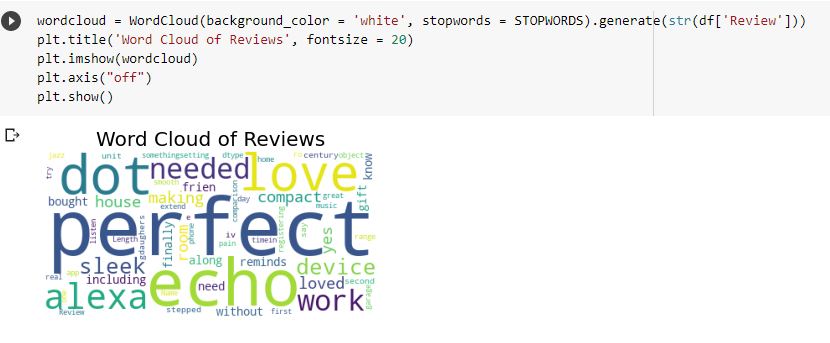 wordcloud = WordCloud(background_color = 'white', stopwords = STOPWORDS).generate(str(df['Review']))
plt.title('Word Cloud of Reviews', fontsize = 20)
plt.imshow(wordcloud)
plt.axis("off")
plt.show()
Word Cloud of Reviews
jazz unit somethingsetting dtype home century object
try dot needed love know
smooth frien comparison
bought house making day compact great gift
extend music
perfect
listen Length gdaughers finally room e phone iv pain timein registering say yes range
sleek along reminds device
real app including need loved second
alexa echo work garage
Name
Review stepped without first